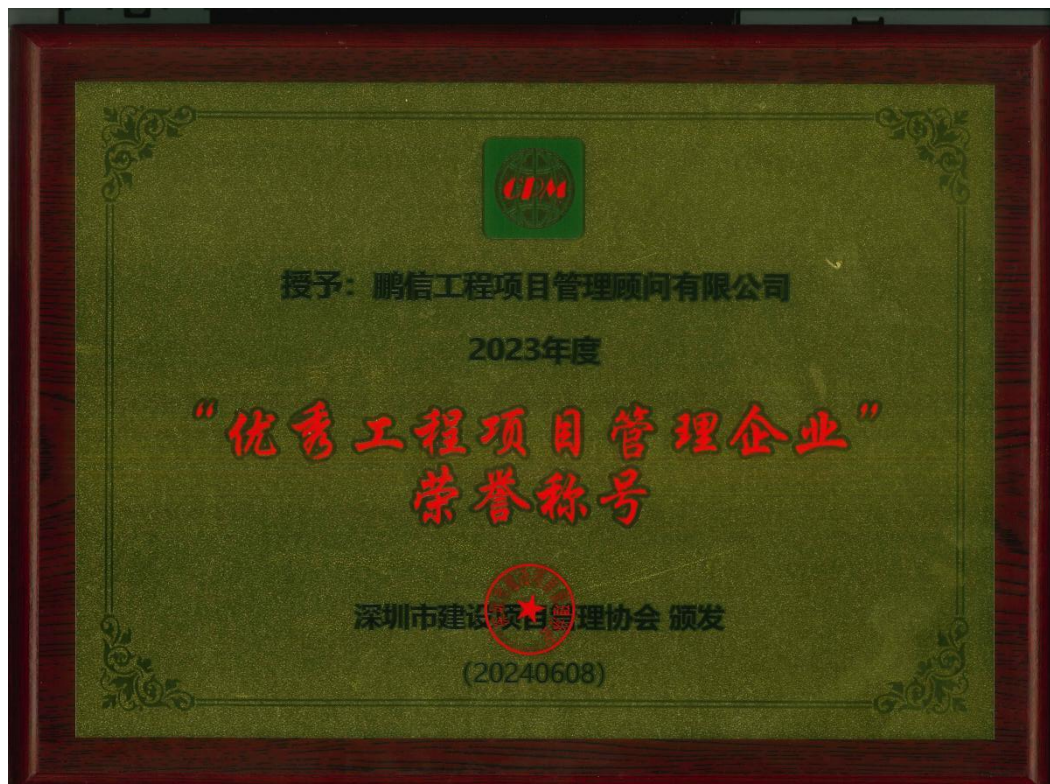 CPM
授予：鹏信工程项目管理顾问有限公司
2023年度
“优秀工程项目管理企业”
荣誉称号
深圳市建设项目管理协会 颁发
(20240608)